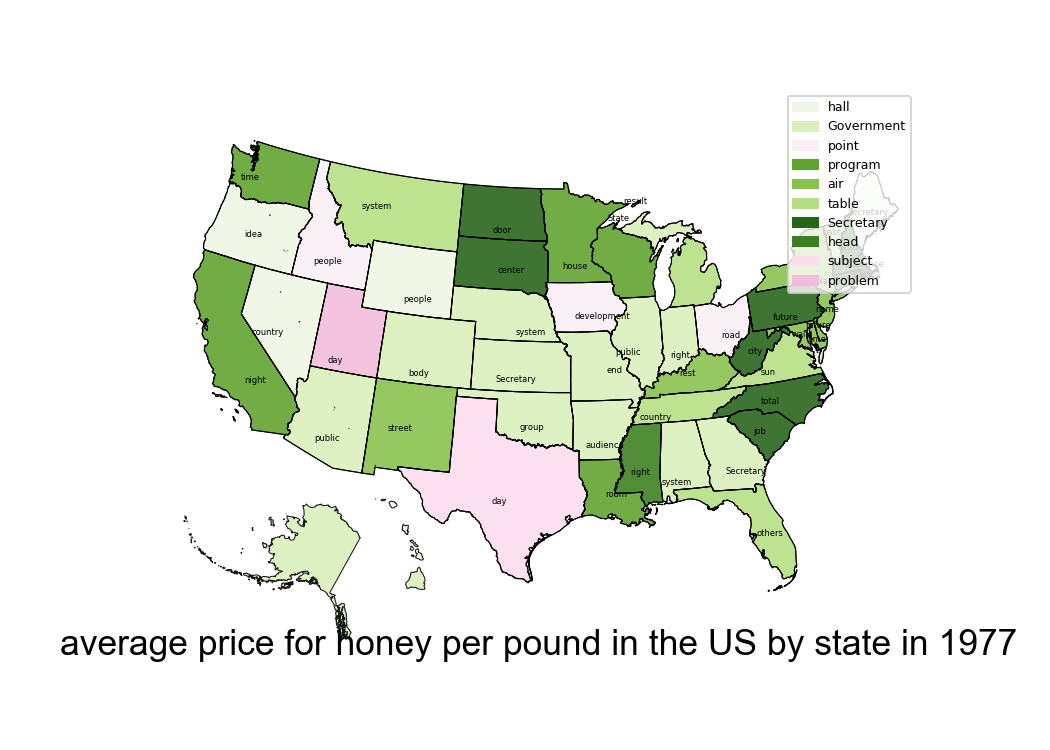 hall
Government
point
program
air
table
Secretary
head
subject
problem
time
system
result
State
door
idea
people
center
house
people
development
system
country
future
name
road
city
public
right
day
body
Secretary
end
rest
sun
night
total
country
street
group
public
audience
job
right
system
Secretary
room
day
others
average price for honey per pound in the US by state in 1977